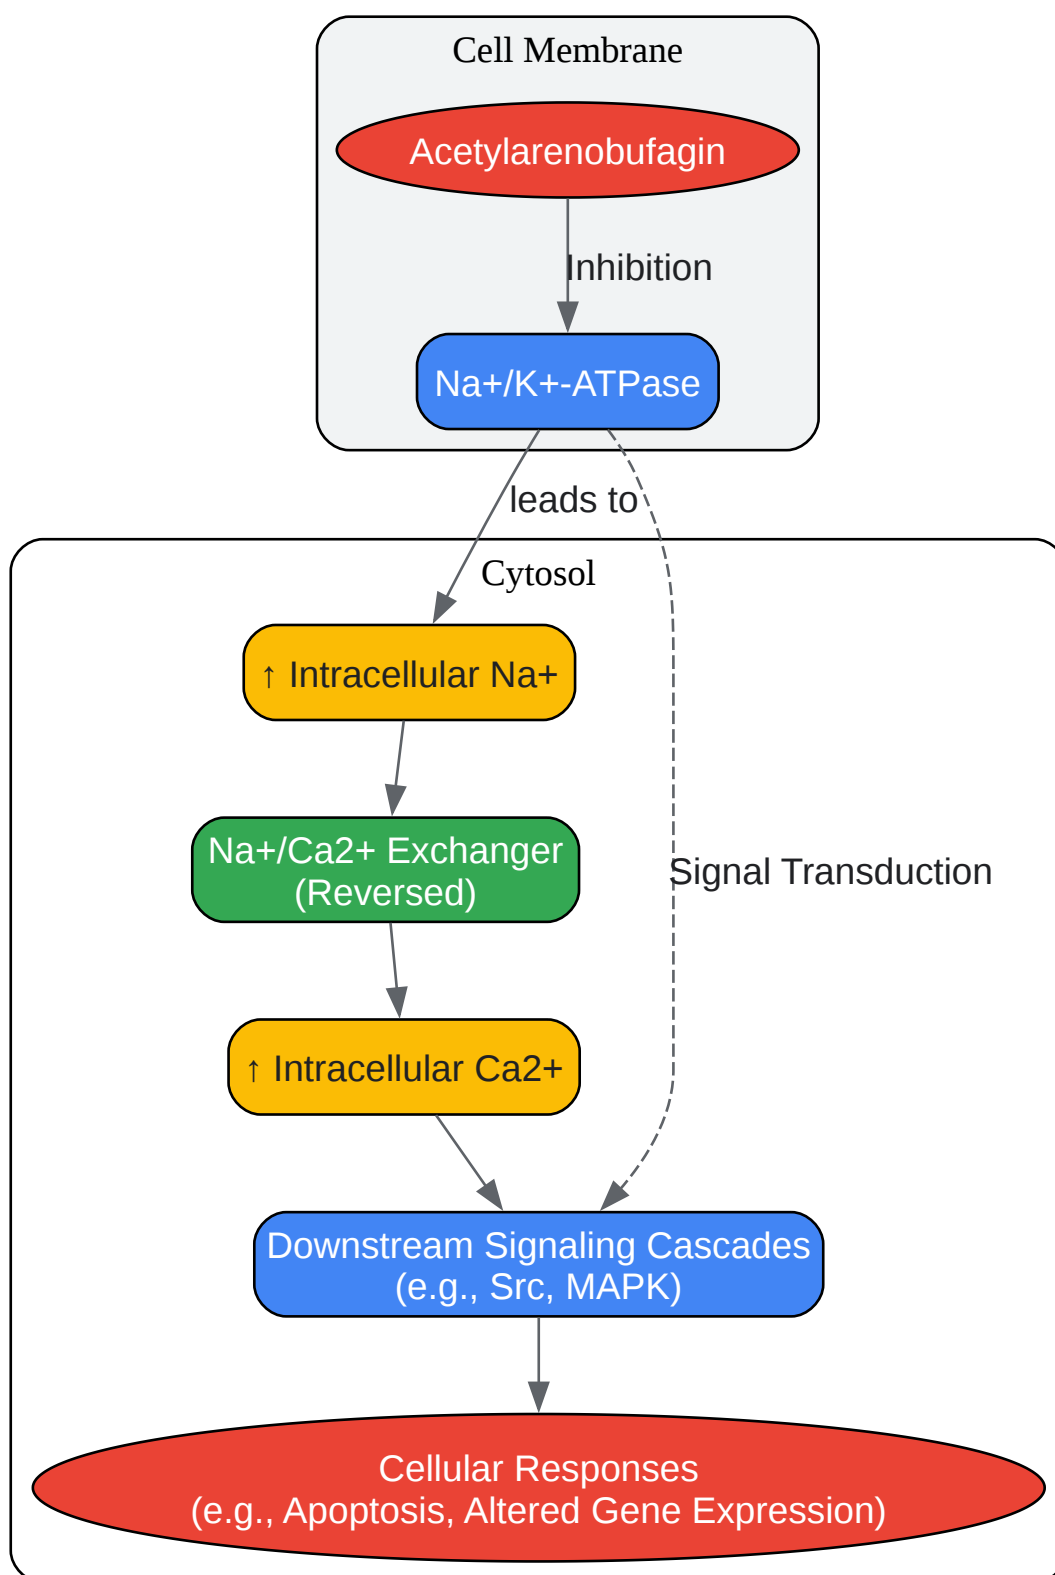 Cell Membrane
Acetylarenobufagin
Inhibition
Na+/K+-ATPase
leads to
Cytosol
↑ Intracellular Na+
Na+/Ca2+ Exchanger
(Reversed)
Signal Transduction
↑ Intracellular Ca2+
Downstream Signaling Cascades
(e.g., Src, MAPK)
Cellular Responses
(e.g., Apoptosis, Altered Gene Expression)